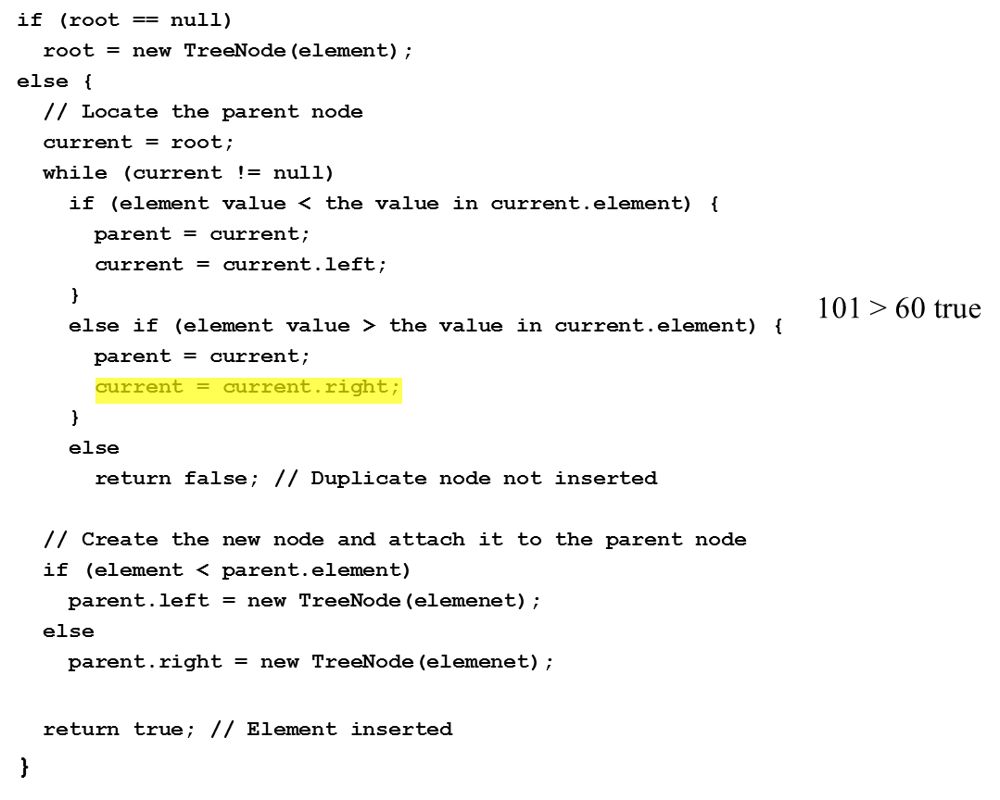 if (root == null)
  root = new TreeNode(element);
else {
  // Locate the parent node
  current = root;
  while (current != null)
    if (element value < the value in current.element) {
      parent = current;
      current = current.left;
    }
    else if (element value > the value in current.element) {
101 > 60 true
      parent = current;
      current = current.right;
    }
    else
      return false; // Duplicate node not inserted

  // Create the new node and attach it to the parent node
  if (element < parent.element)
    parent.left = new TreeNode(elemenet);
  else
    parent.right = new TreeNode(elemenet);

  return true; // Element inserted
}